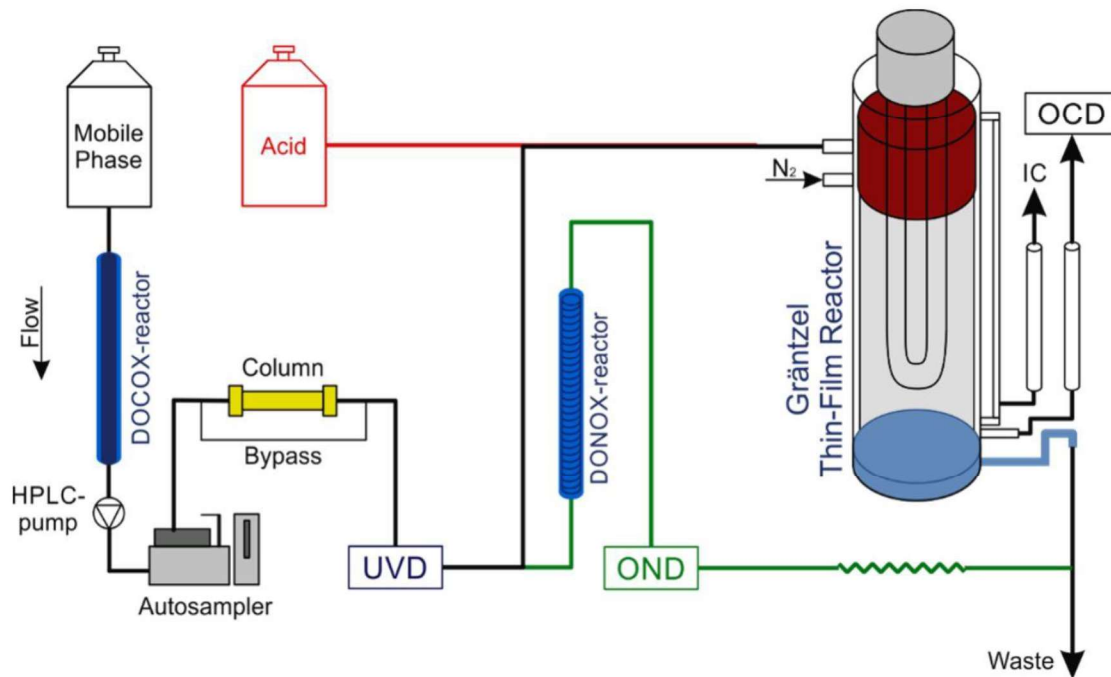 Mobile
Phase
Acid
N₂
OCD
IC
Flow
DOCOX-reactor
Column
Bypass
HPLC-
pump
Autosampler
UVD
DONOX-reactor
OND
Gräntzel
Thin-Film Reactor
Waste